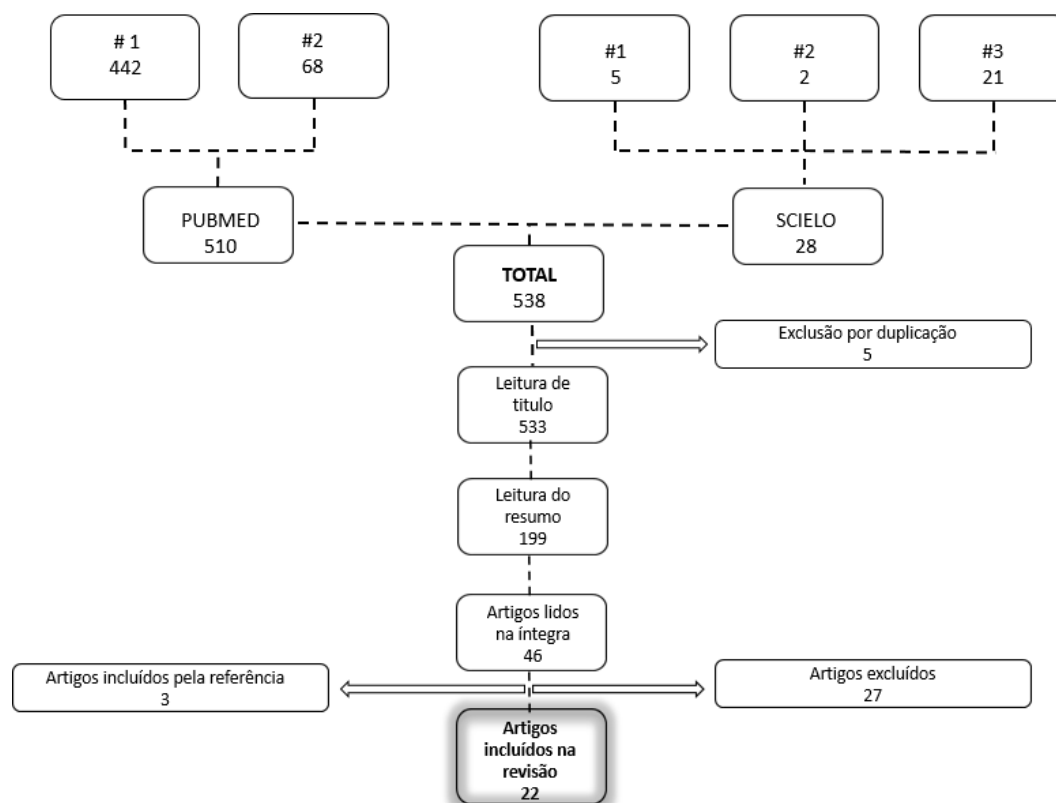 # 1
442
#2
68
#1
5
#2
2
#3
21
PUBMED
510
SCIELO
28
TOTAL
538
Exclusão por duplicação
5
Leitura de
titulo
533
Leitura do
resumo
199
Artigos lidos
na íntegra
46
Artigos incluídos pela referência
3
Artigos excluídos
27
Artigos
incluídos na
revisão
22